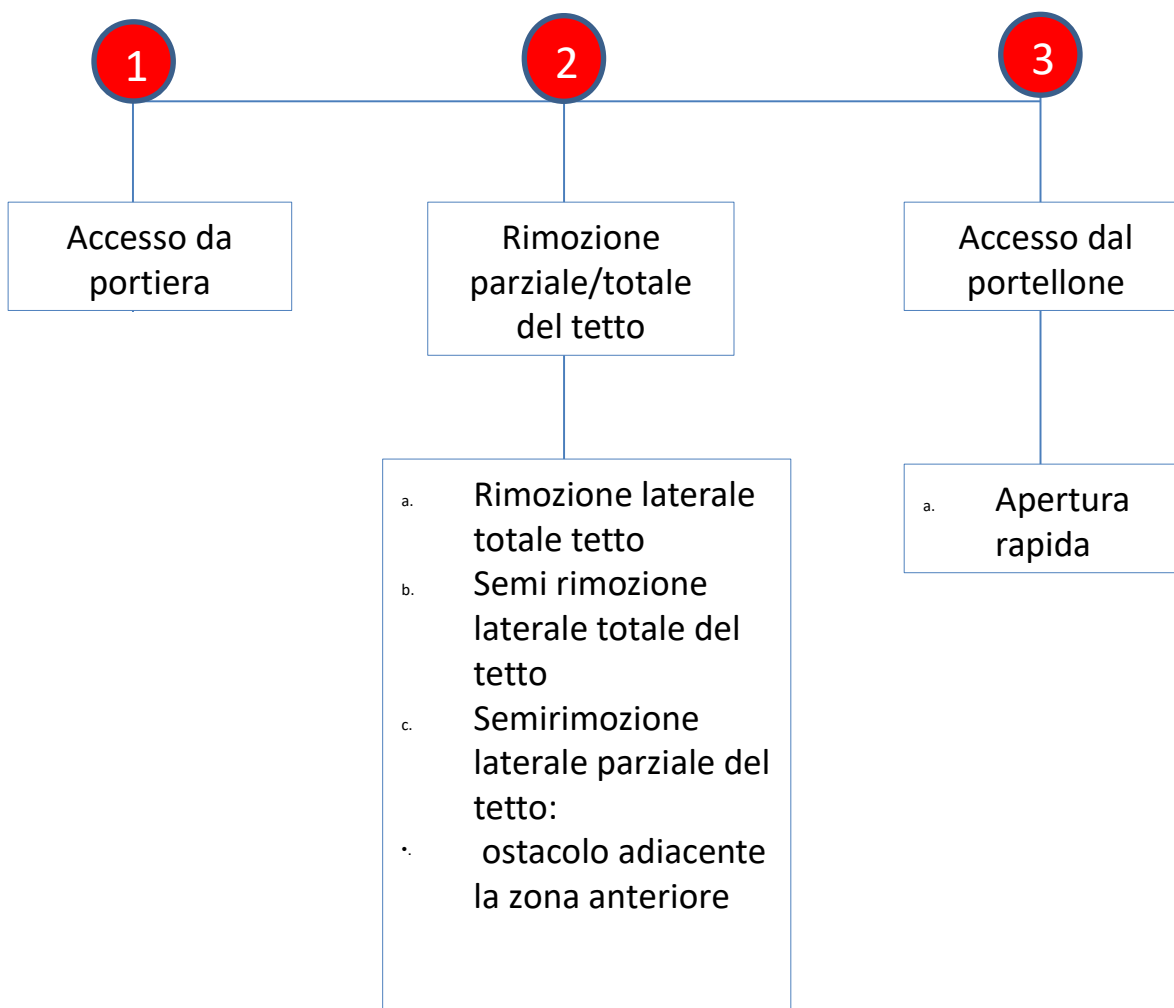 1
2
3
Accesso da
portiera
Rimozione
parziale/totale
del tetto
Accesso dal
portellone
a. Rimozione laterale
totale tetto
b. Semi rimozione
laterale totale del
tetto
c. Semirimozione
laterale parziale del
tetto:
•. ostacolo adiacente
la zona anteriore
a. Apertura
rapida